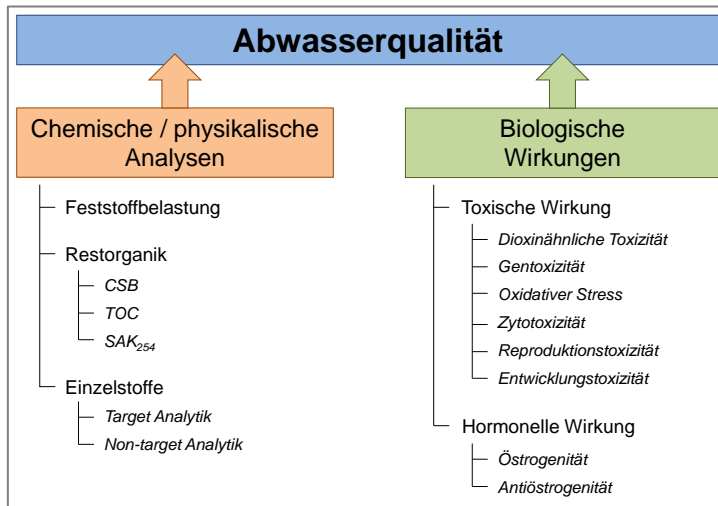 Abwasserqualität
Chemische / physikalische
Analysen
Feststoffbelastung
Restorganik
CSB
TOC
SAK254
Einzelstoffe
Target Analytik
Non-target Analytik
Biologische
Wirkungen
Toxische Wirkung
Dioxinähnliche Toxizität
Gentoxizität
Oxidativer Stress
Zytotoxizität
Reproduktionstoxizität
Entwicklungstoxizität
Hormonelle Wirkung
Östrogenität
Antiöstrogenität